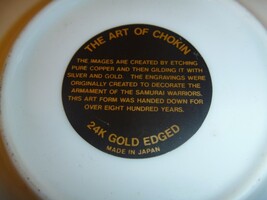 THE ART OF CHOKIN
THE IMAGES ARE CREATED BY ETCHING
PURE COPPER AND THEN GILDING IT WITH
SILVER AND GOLD. THE ENGRAVINGS WERE
ORIGINALLY CREATED TO DECORATE THE
ARMAMENT OF THE SAMURAI WARRIORS.
THIS ART FORM WAS HANDED DOWN FOR
OVER EIGHT HUNDRED YEARS.
24K GOLD EDGED
MADE IN JAPAN